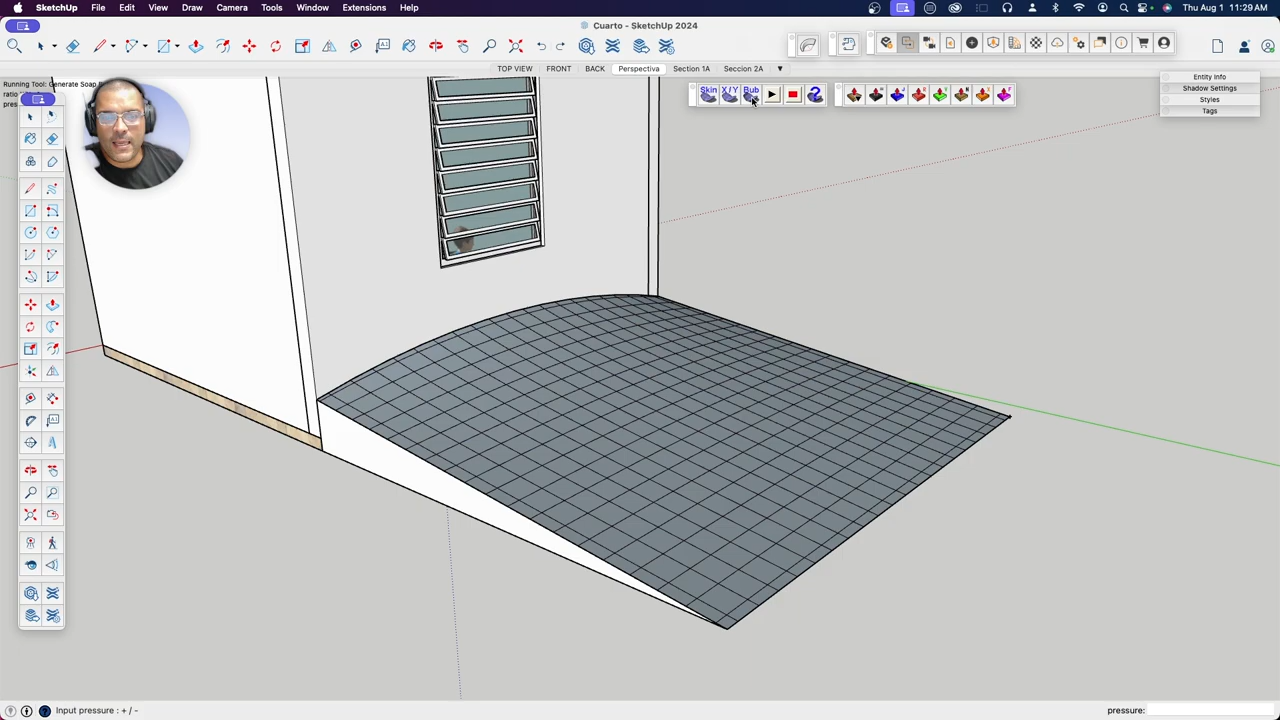 SketchUp File Edit View Draw Camera Tools Window Extensions Help Thu Aug 1 11:29 AM
Cuarto - SketchUp 2024
TOP VIEW FRONT BACK Perspectiva Section 1A Seccion 2A
Running Tool: Generate Soap
ratio
pres
Skin X/Y Bub
Entity Info
Shadow Settings
Styles
Tags
Input pressure : + / -
pressure: